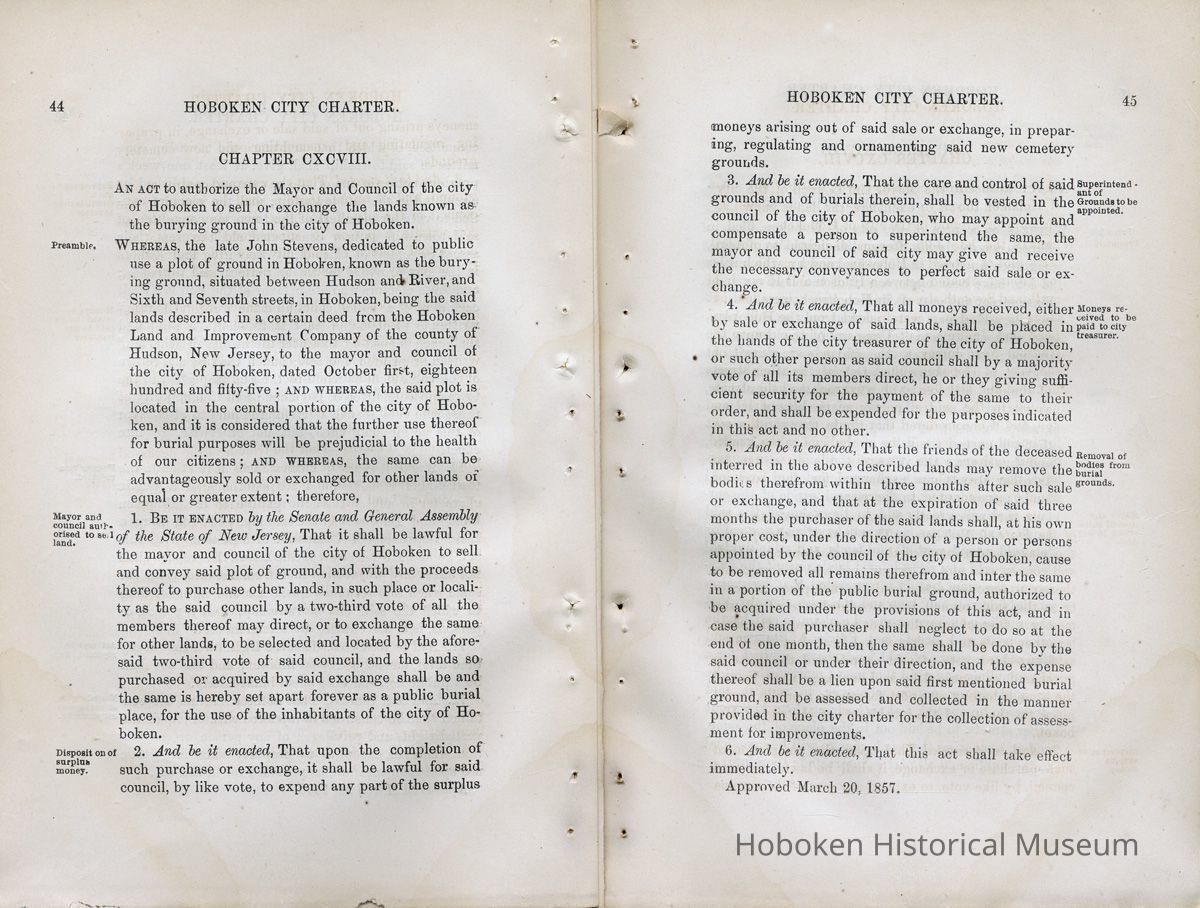 44
HOBOKEN CITY CHARTER.
CHAPTER CXCVIII.
AN ACT to authorize the Mayor and Council of the city
of Hoboken to sell or exchange the lands known as
the burying ground in the city of Hoboken.
Preamble.
WHEREAS, the late John Stevens, dedicated to public
use a plot of ground in Hoboken, known as the bury-
ing ground, situated between Hudson and River, and
Sixth and Seventh streets, in Hoboken, being the said
lands described in a certain deed from the Hoboken
Land and Improvement Company of the county of
Hudson, New Jersey, to the mayor and council of
the city of Hoboken, dated October first, eighteen
hundred and fifty-five ; AND WHEREAS, the said plot is
located in the central portion of the city of Hobo-
ken, and it is considered that the further use thereof
for burial purposes will be prejudicial to the health
of our citizens ; AND WHEREAS, the same can be
advantageously sold or exchanged for other lands of
equal or greater extent ; therefore,
Mayor and
council auth-
orised to sell
land.
1. BE IT ENACTED by the Senate and General Assembly
of the State of New Jersey, That it shall be lawful for
the mayor and council of the city of Hoboken to sell
and convey said plot of ground, and with the proceeds
thereof to purchase other lands, in such place or locali-
ty as the said council by a two-third vote of all the
members thereof may direct, or to exchange the same
for other lands, to be selected and located by the afore-
said two-third vote of said council, and the lands so
purchased or acquired by said exchange shall be and
the same is hereby set apart forever as a public burial
place, for the use of the inhabitants of the city of Ho-
boken.
Disposit on of
surplus
money.
2. And be it enacted, That upon the completion of
such purchase or exchange, it shall be lawful for said
council, by like vote, to expend any part of the surplus
HOBOKEN CITY CHARTER.
45
moneys arising out of said sale or exchange, in prepar-
ing, regulating and ornamenting said new cemetery
grounds.
3. And be it enacted, That the care and control of said
grounds and of burials therein, shall be vested in the
council of the city of Hoboken, who may appoint and
compensate a person to superintend the same, the
mayor and council of said city may give and receive
the necessary conveyances to perfect said sale or ex-
change.
Superintend-
ant of
Grounds to be
appointed.
4. And be it enacted, That all moneys received, either
by sale or exchange of said lands, shall be placed in
the hands of the city treasurer of the city of Hoboken,
or such other person as said council shall by a majority
vote of all its members direct, he or they giving suffi-
cient security for the payment of the same to their
order, and shall be expended for the purposes indicated
in this act and no other.
Moneys re-
ceived to be
paid to city
treasurer.
5. And be it enacted, That the friends of the deceased
interred in the above described lands may remove the
bodies therefrom within three months after such sale
or exchange, and that at the expiration of said three
months the purchaser of the said lands shall, at his own
proper cost, under the direction of a person or persons
appointed by the council of the city of Hoboken, cause
to be removed all remains therefrom and inter the same
in a portion of the public burial ground, authorized to
be acquired under the provisions of this act, and in
case the said purchaser shall neglect to do so at the
end of one month, then the same shall be done by the
said council or under their direction, and the expense
thereof shall be a lien upon said first mentioned burial
ground, and be assessed and collected in the manner
provided in the city charter for the collection of assess-
ment for improvements.
Removal of
bodies from
burial
grounds.
6. And be it enacted, That this act shall take effect
immediately.
Approved March 20, 1857.
Hoboken Historical Museum